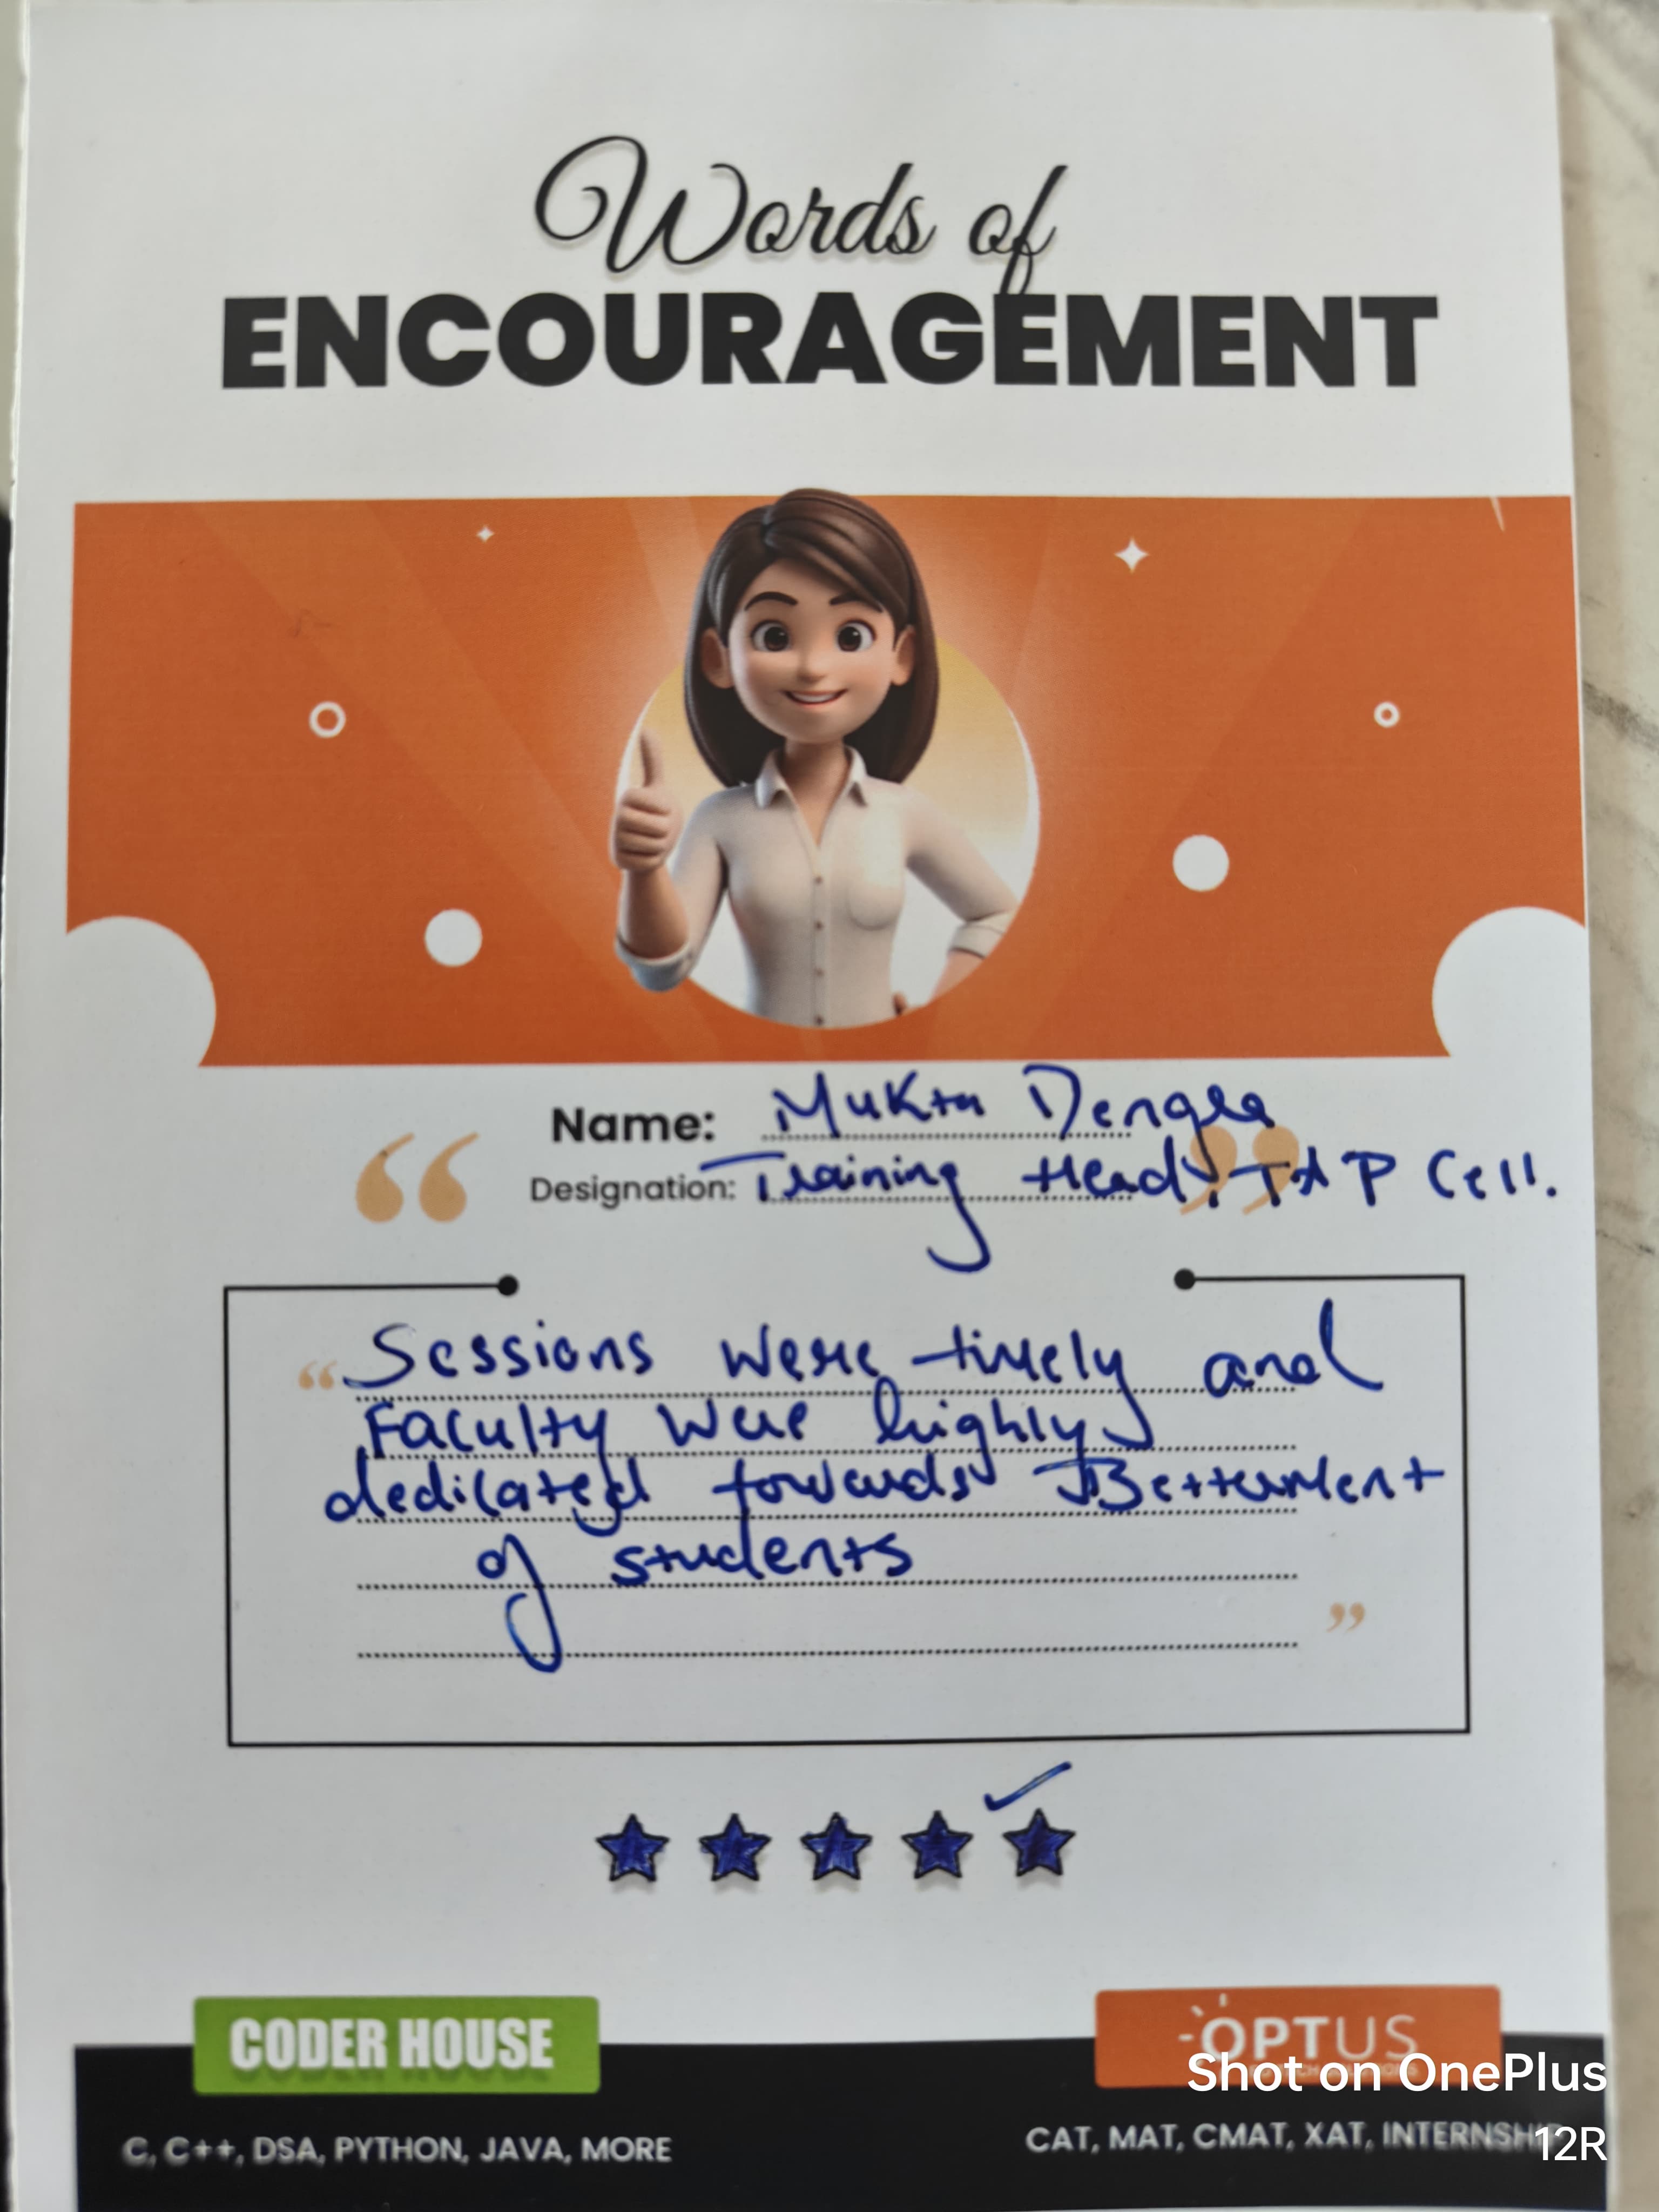 Words of
ENCOURAGEMENT
Name: Mukta
Designation: Training Head, T&P Cell.
Sessions were timely and
Faculty were highly
dedicated towards Betterment
of students
CODER HOUSE
OPTUS
Shot on OnePlus
C, C++, DSA, PYTHON, JAVA, MORE
CAT, MAT, CMAT, XAT, INTERNSHIP
12R